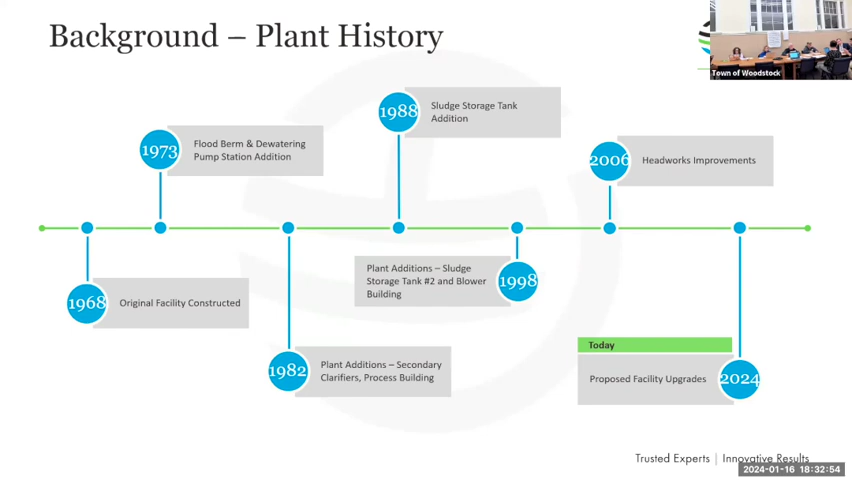 Background – Plant History
Town of Woodstock
1988
Sludge Storage Tank
Addition
1973
Flood Berm & Dewatering
Pump Station Addition
2006
Headworks Improvements
Plant Additions – Sludge
Storage Tank #2 and Blower
Building
1998
1968
Original Facility Constructed
Today
1982
Plant Additions – Secondary
Clarifiers, Process Building
Proposed Facility Upgrades
2024
Trusted Experts | Innovative Results
2024-01-16 18:32:54